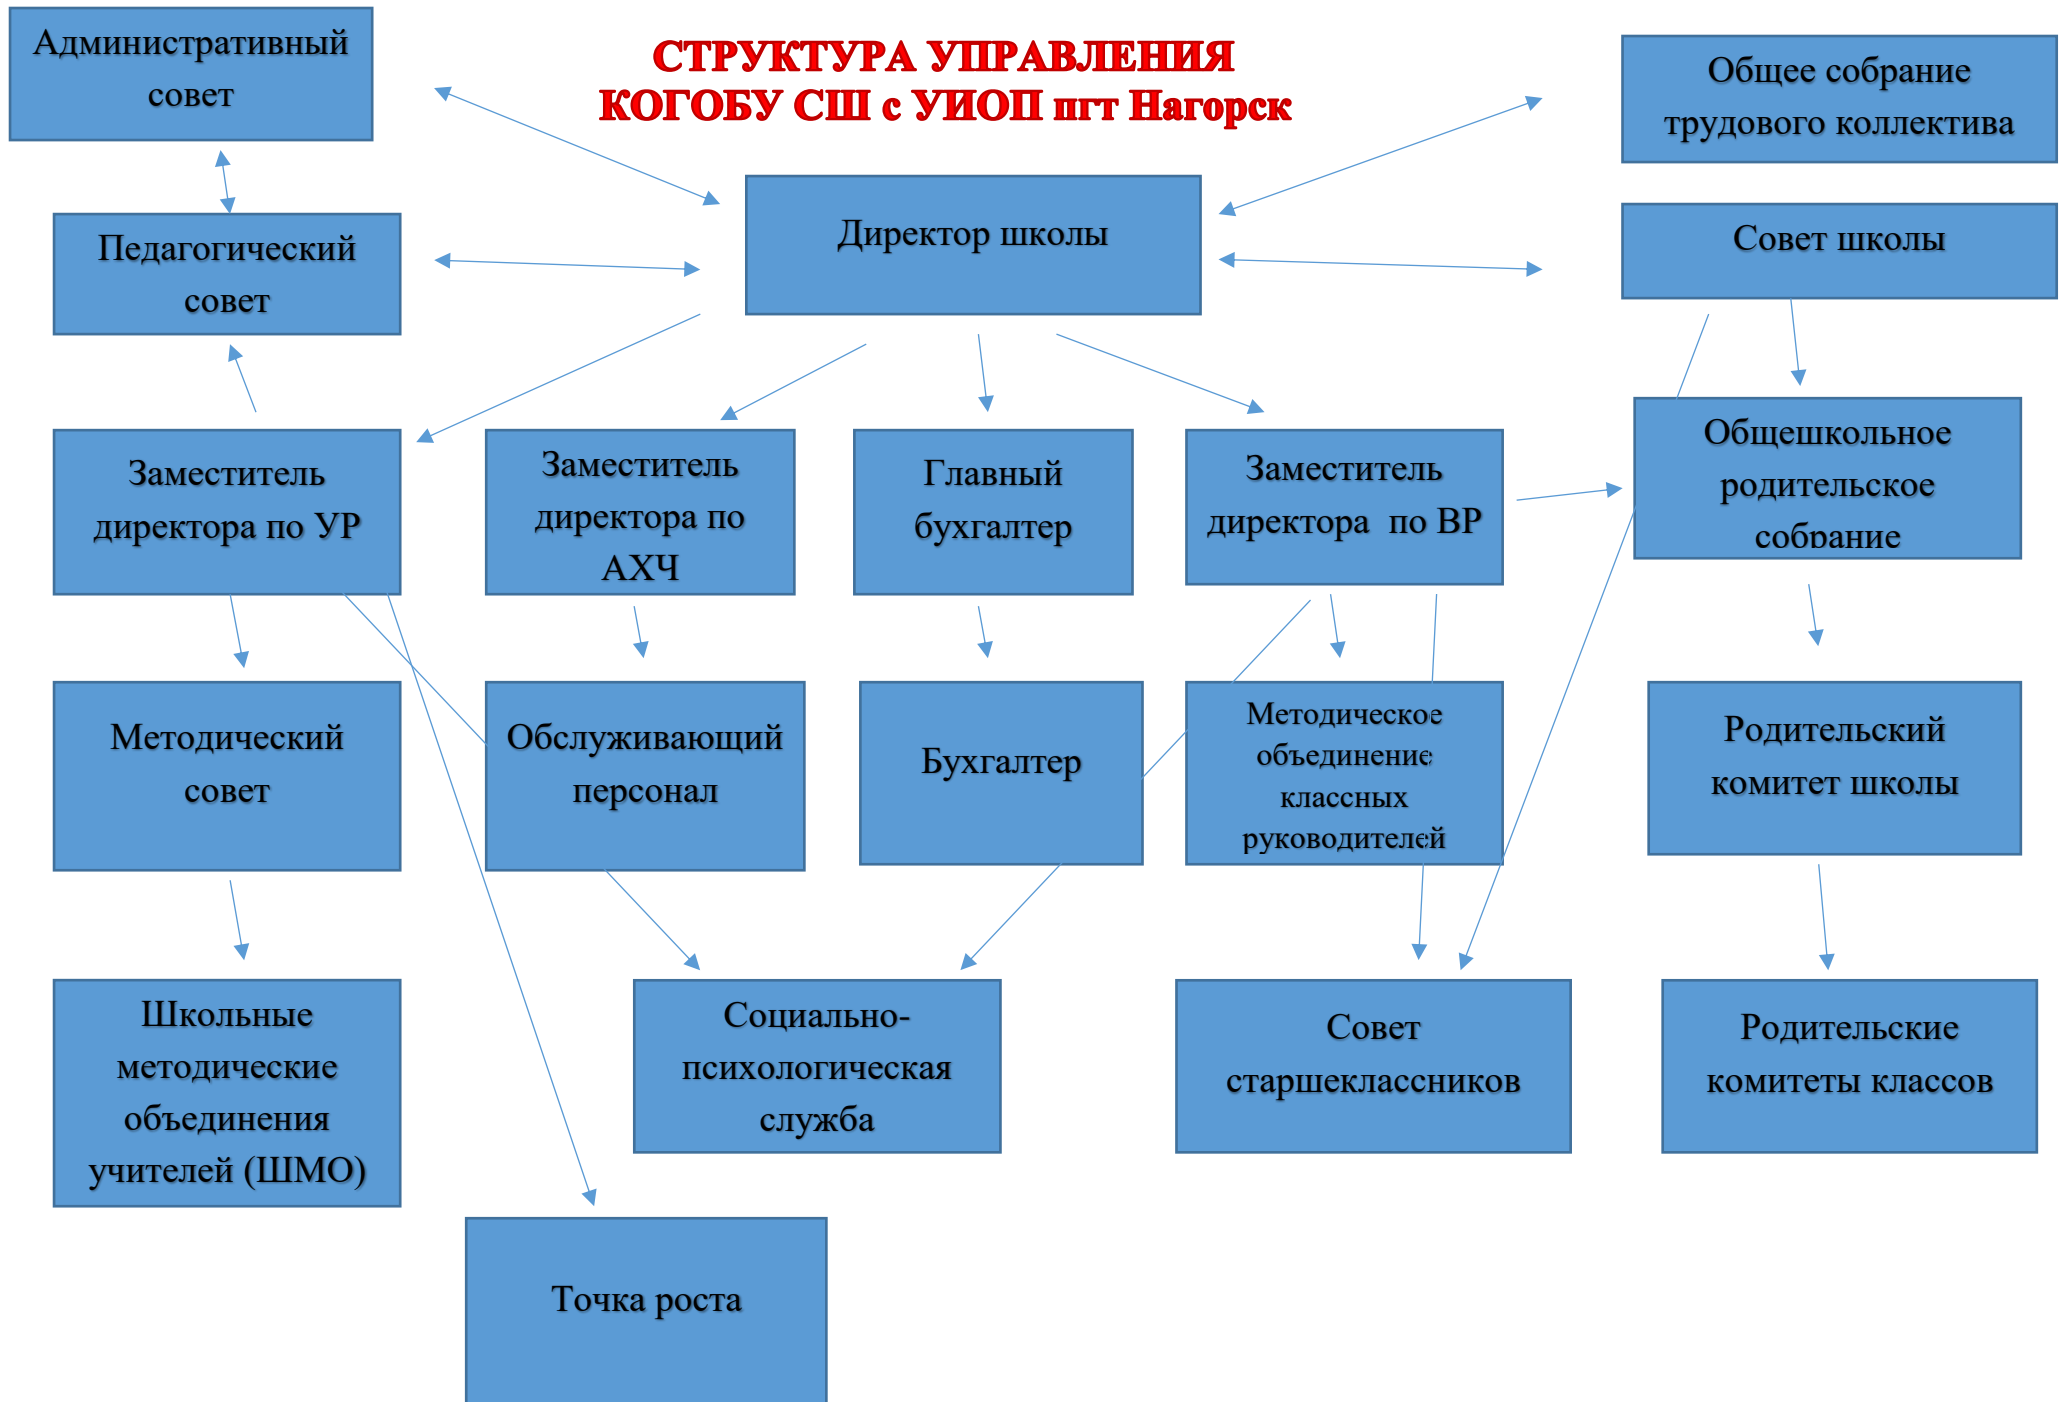 Административный
совет
СТРУКТУРА УПРАВЛЕНИЯ
КОГОБУ СШ с УИОП пгт Нагорск
Общее собрание
трудового коллектива
Директор школы
Совет школы
Педагогический
совет
Заместитель
директора по УР
Заместитель
директора по
АХЧ
Главный
бухгалтер
Заместитель
директора  по ВР
Общешкольное
родительское
собрание
Методический
совет
Обслуживающий
персонал
Бухгалтер
Методическое
объединение
классных
руководителей
Родительский
комитет школы
Школьные
методические
объединения
учителей (ШМО)
Социально-
психологическая
служба
Совет
старшеклассников
Родительские
комитеты классов
Точка роста